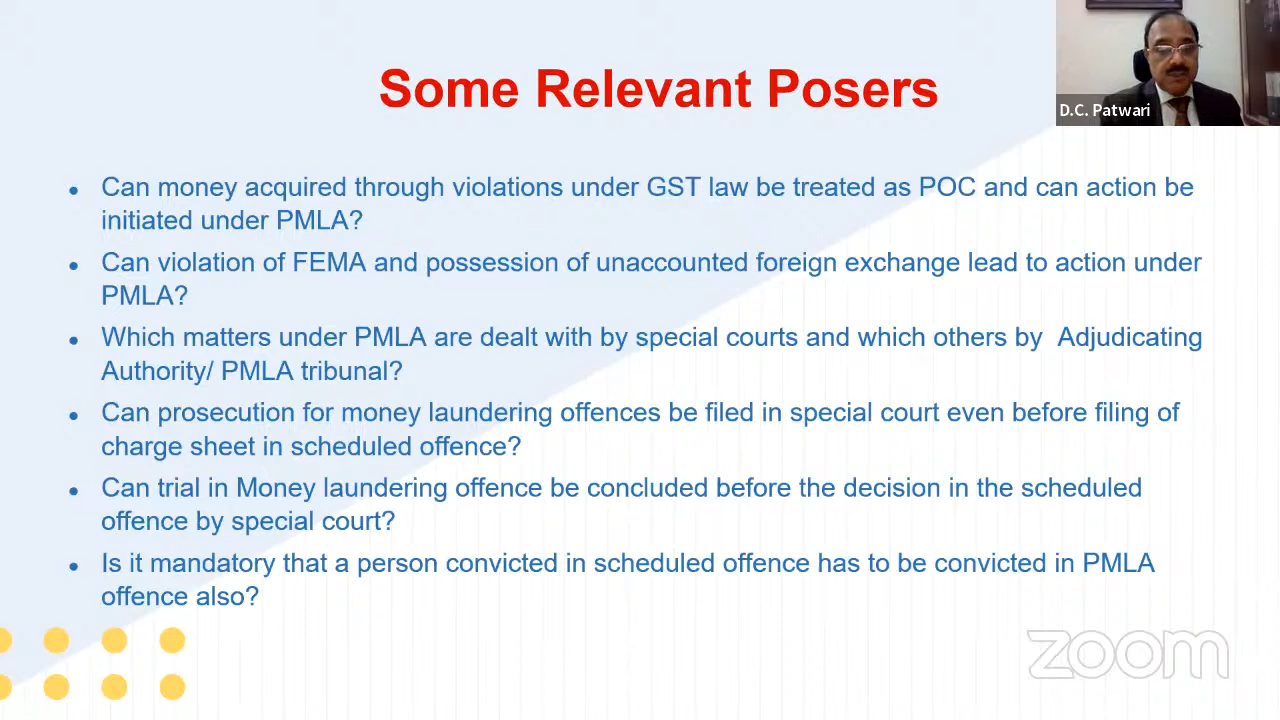 Some Relevant Posers
D.C. Patwari
• Can money acquired through violations under GST law be treated as POC and can action be
initiated under PMLA?
• Can violation of FEMA and possession of unaccounted foreign exchange lead to action under
PMLA?
• Which matters under PMLA are dealt with by special courts and which others by  Adjudicating
Authority/ PMLA tribunal?
• Can prosecution for money laundering offences be filed in special court even before filing of
charge sheet in scheduled offence?
• Can trial in Money laundering offence be concluded before the decision in the scheduled
offence by special court?
• Is it mandatory that a person convicted in scheduled offence has to be convicted in PMLA
offence also?
zoom